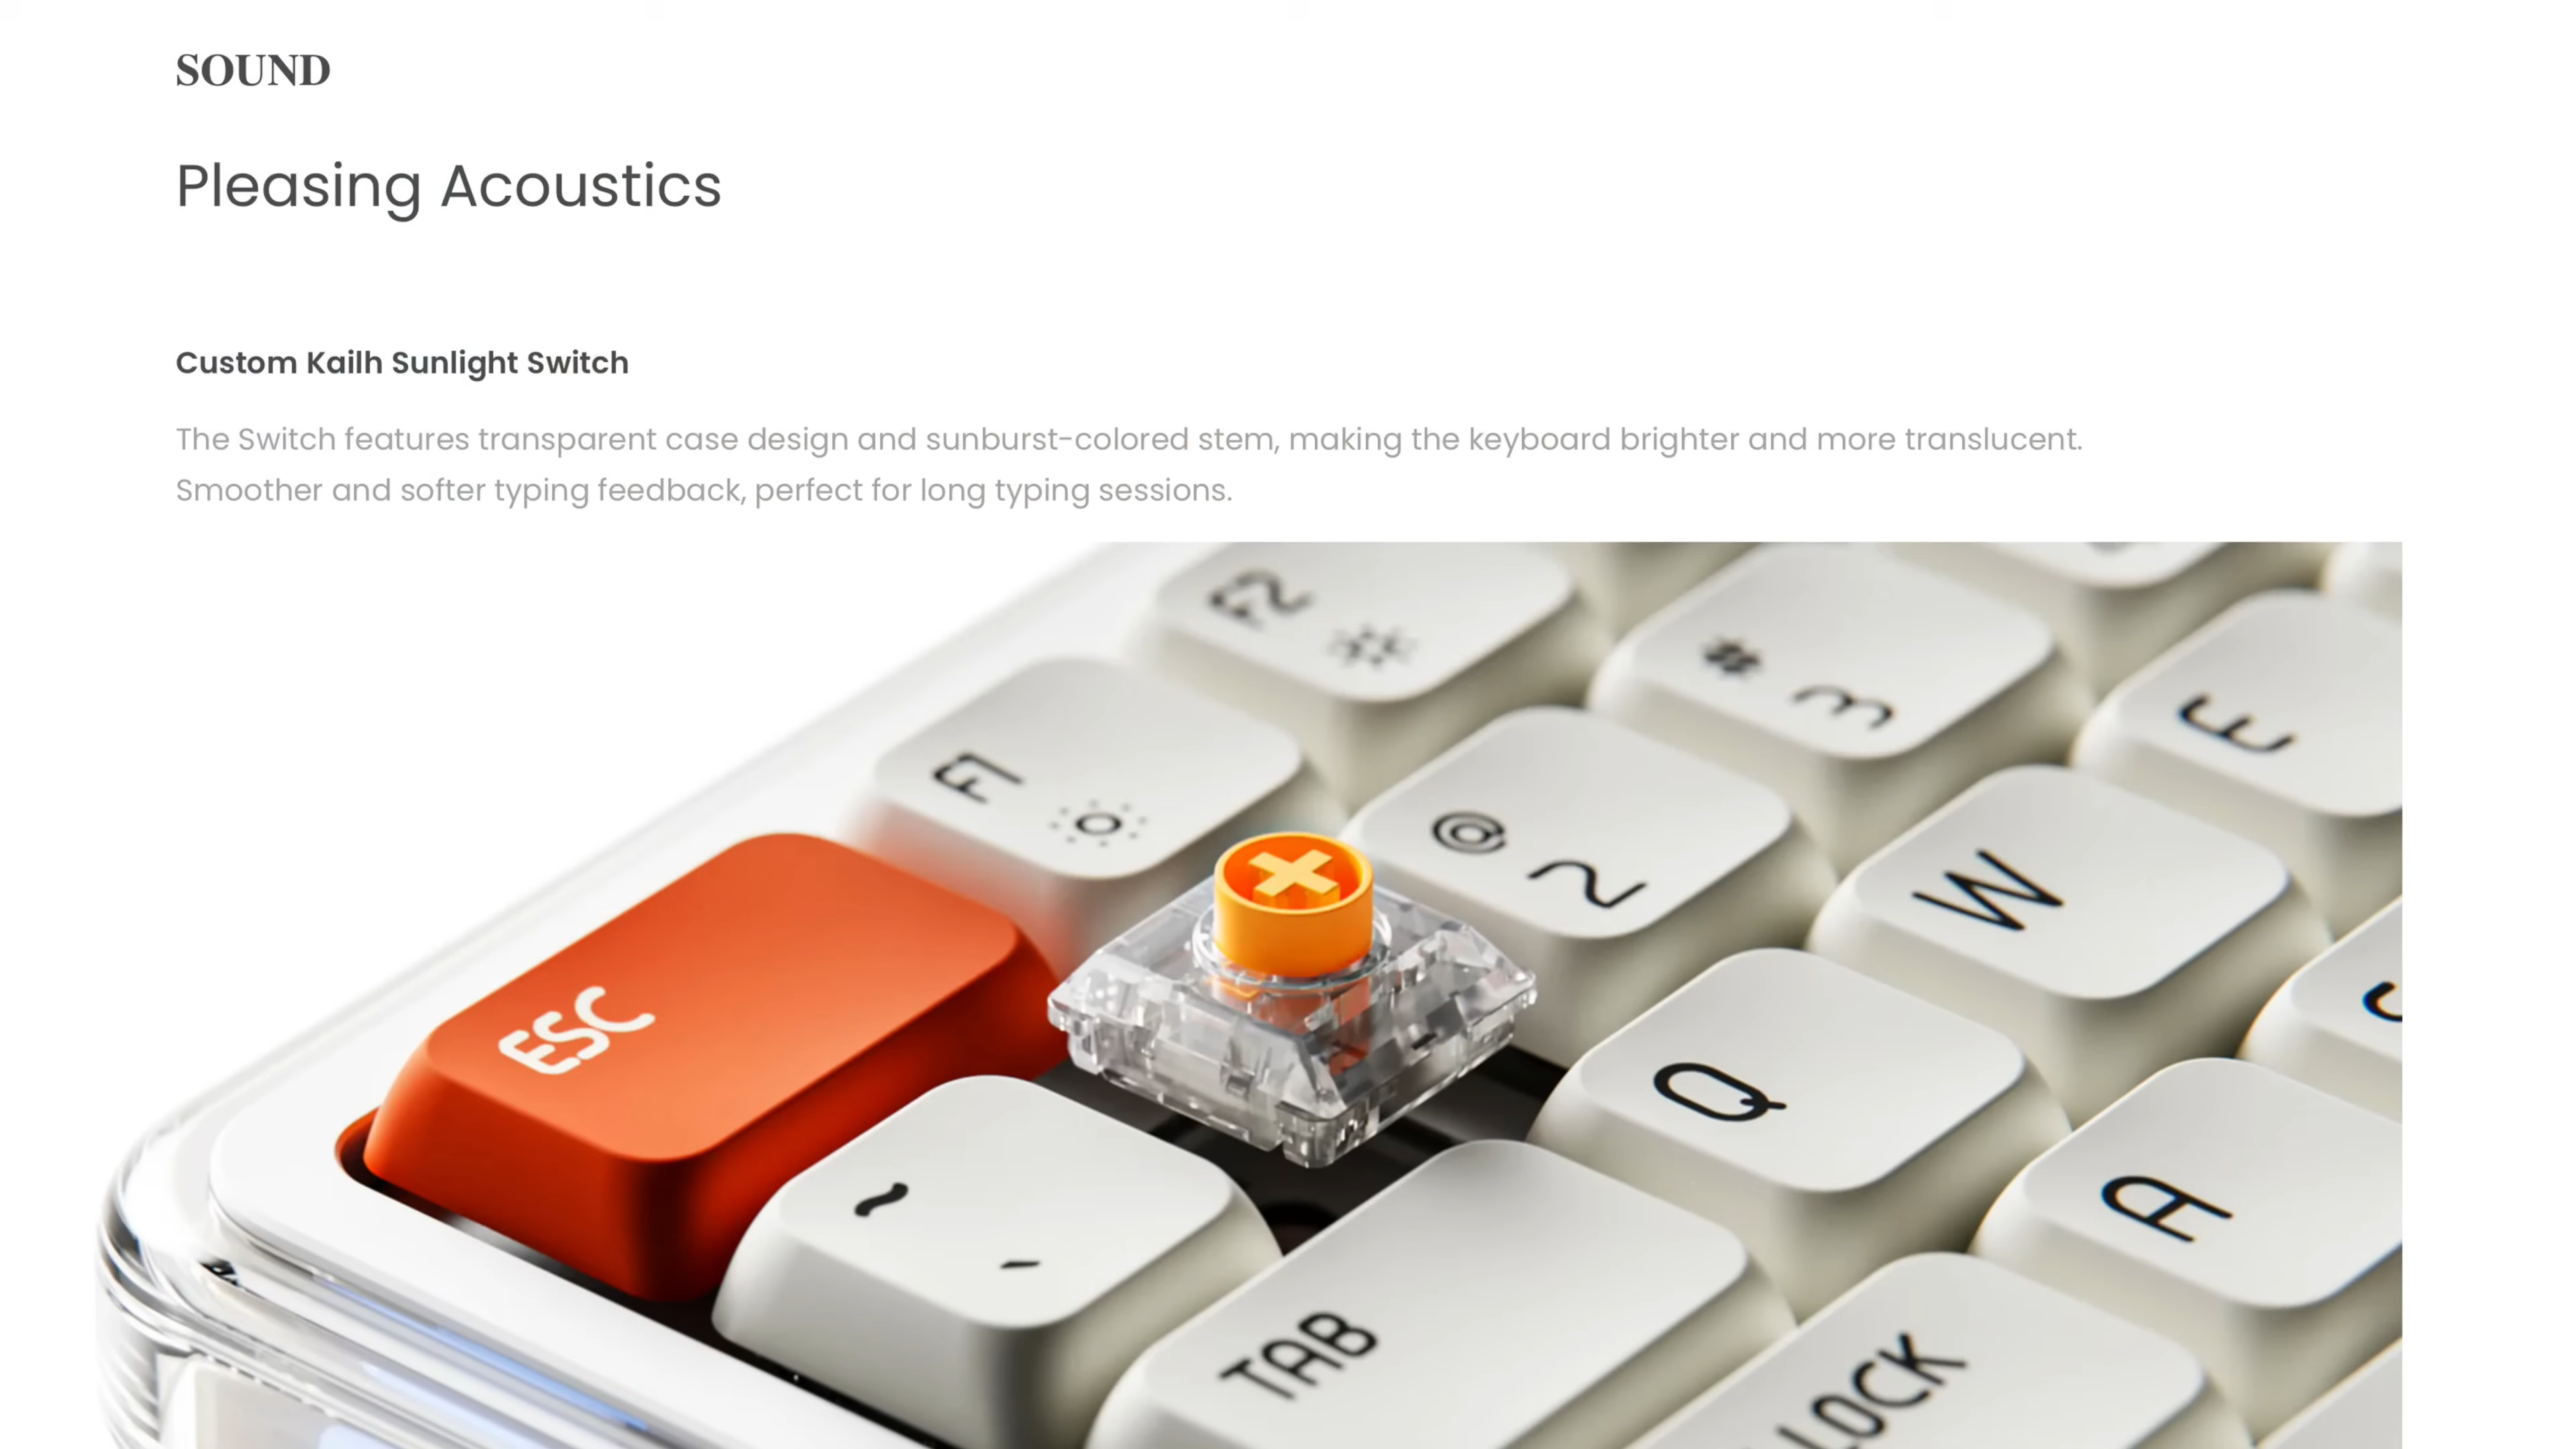 SOUND
Pleasing Acoustics
Custom Kailh Sunlight Switch
The Switch features transparent case design and sunburst-colored stem, making the keyboard brighter and more translucent.
Smoother and softer typing feedback, perfect for long typing sessions.
F2
# 3
E
F1
@ 2
W
ESC
Q
~ `
A
TAB
LOCK